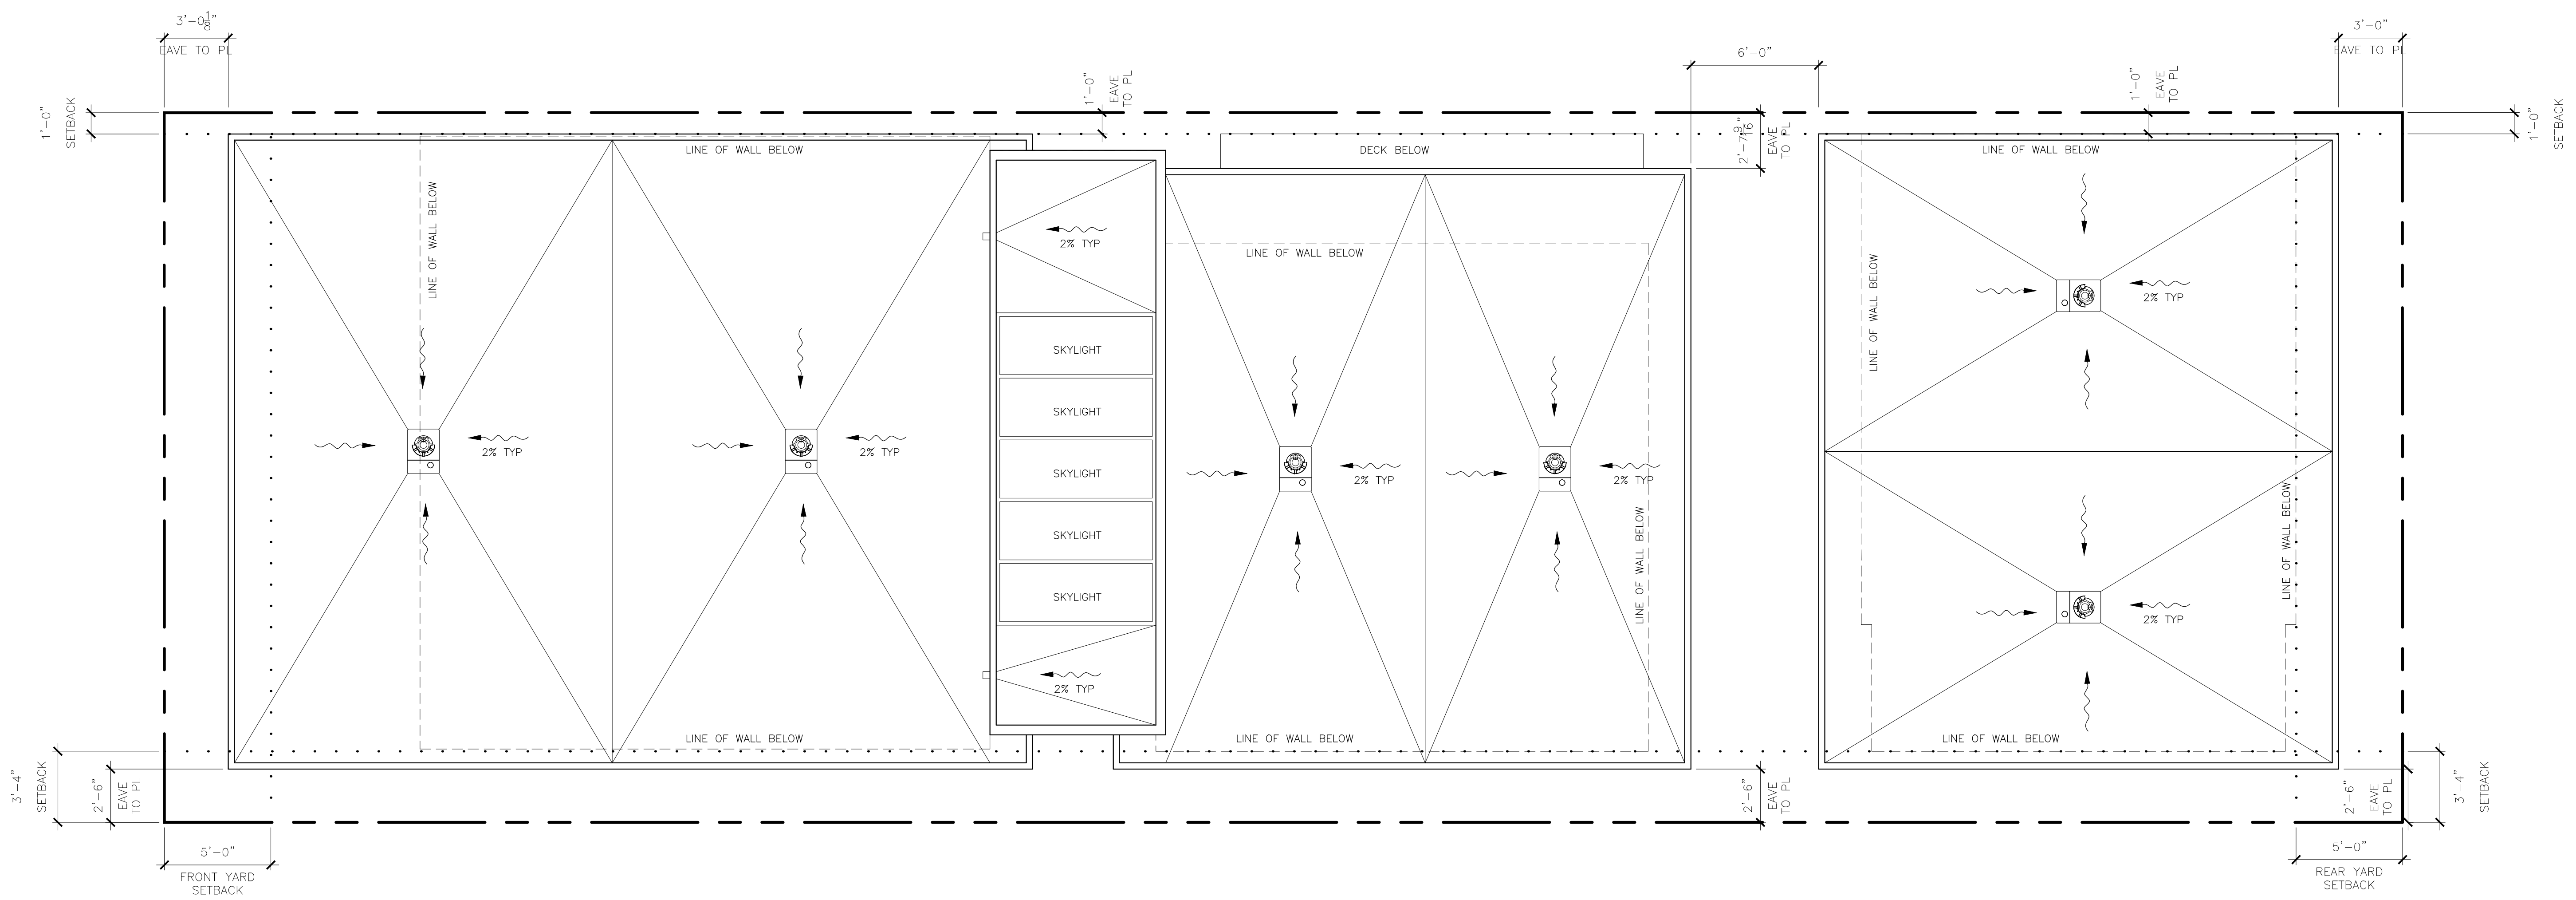 3'-0 1/8"
EAVE TO PL
3'-0"
EAVE TO PL
6'-0"
1'-0"
SETBACK
1'-0"
EAVE
TO PL
2'-7 9/16"
EAVE
TO PL
1'-0"
EAVE
TO PL
1'-0"
SETBACK
LINE OF WALL BELOW
DECK BELOW
LINE OF WALL BELOW
LINE OF WALL BELOW
2% TYP
LINE OF WALL BELOW
LINE OF WALL BELOW
2% TYP
SKYLIGHT
SKYLIGHT
2% TYP
2% TYP
SKYLIGHT
2% TYP
2% TYP
SKYLIGHT
LINE OF WALL BELOW
LINE OF WALL BELOW
SKYLIGHT
2% TYP
2% TYP
LINE OF WALL BELOW
LINE OF WALL BELOW
LINE OF WALL BELOW
3'-4"
SETBACK
2'-6"
EAVE
TO PL
2'-6"
EAVE
TO PL
2'-6"
EAVE
TO PL
3'-4"
SETBACK
5'-0"
FRONT YARD
SETBACK
5'-0"
REAR YARD
SETBACK